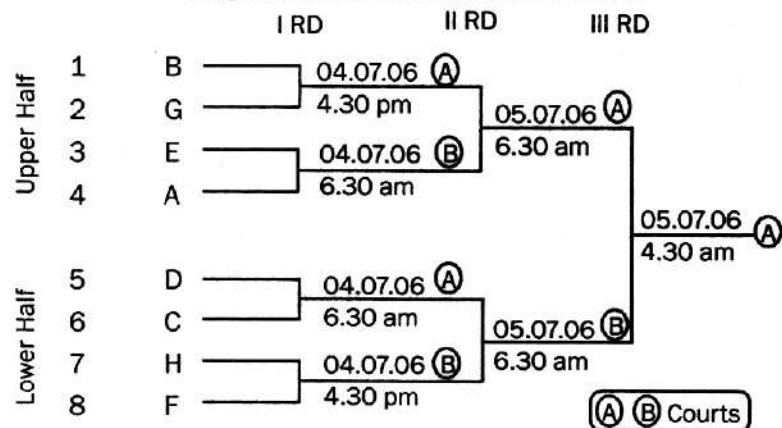 I RD II RD III RD
Upper Half
1 B
04.07.06 A
2 G
4.30 pm
05.07.06 A
3 E
04.07.06 B
6.30 am
4 A
6.30 am
05.07.06 A
4.30 am
Lower Half
5 D
04.07.06 A
6 C
6.30 am
05.07.06 B
7 H
04.07.06 B
6.30 am
8 F
4.30 pm
A B Courts